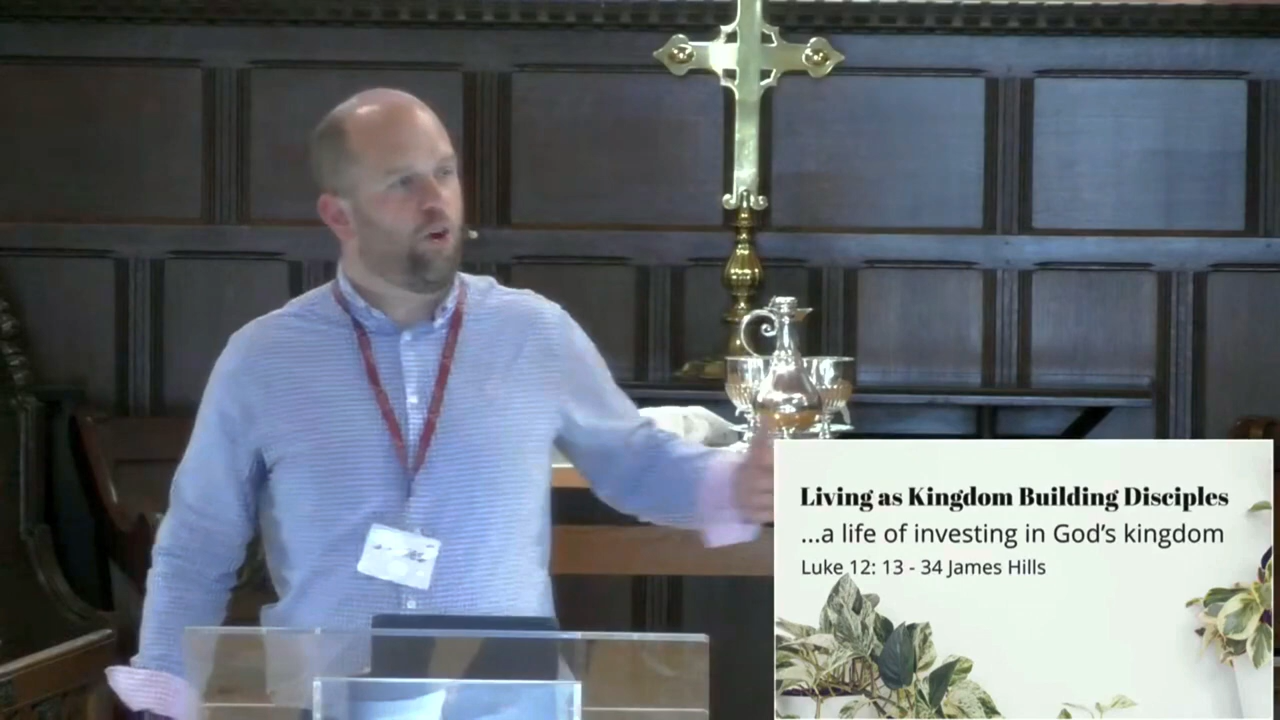 Living as Kingdom Building Disciples
...a life of investing in God's kingdom
Luke 12: 13 - 34 James Hills